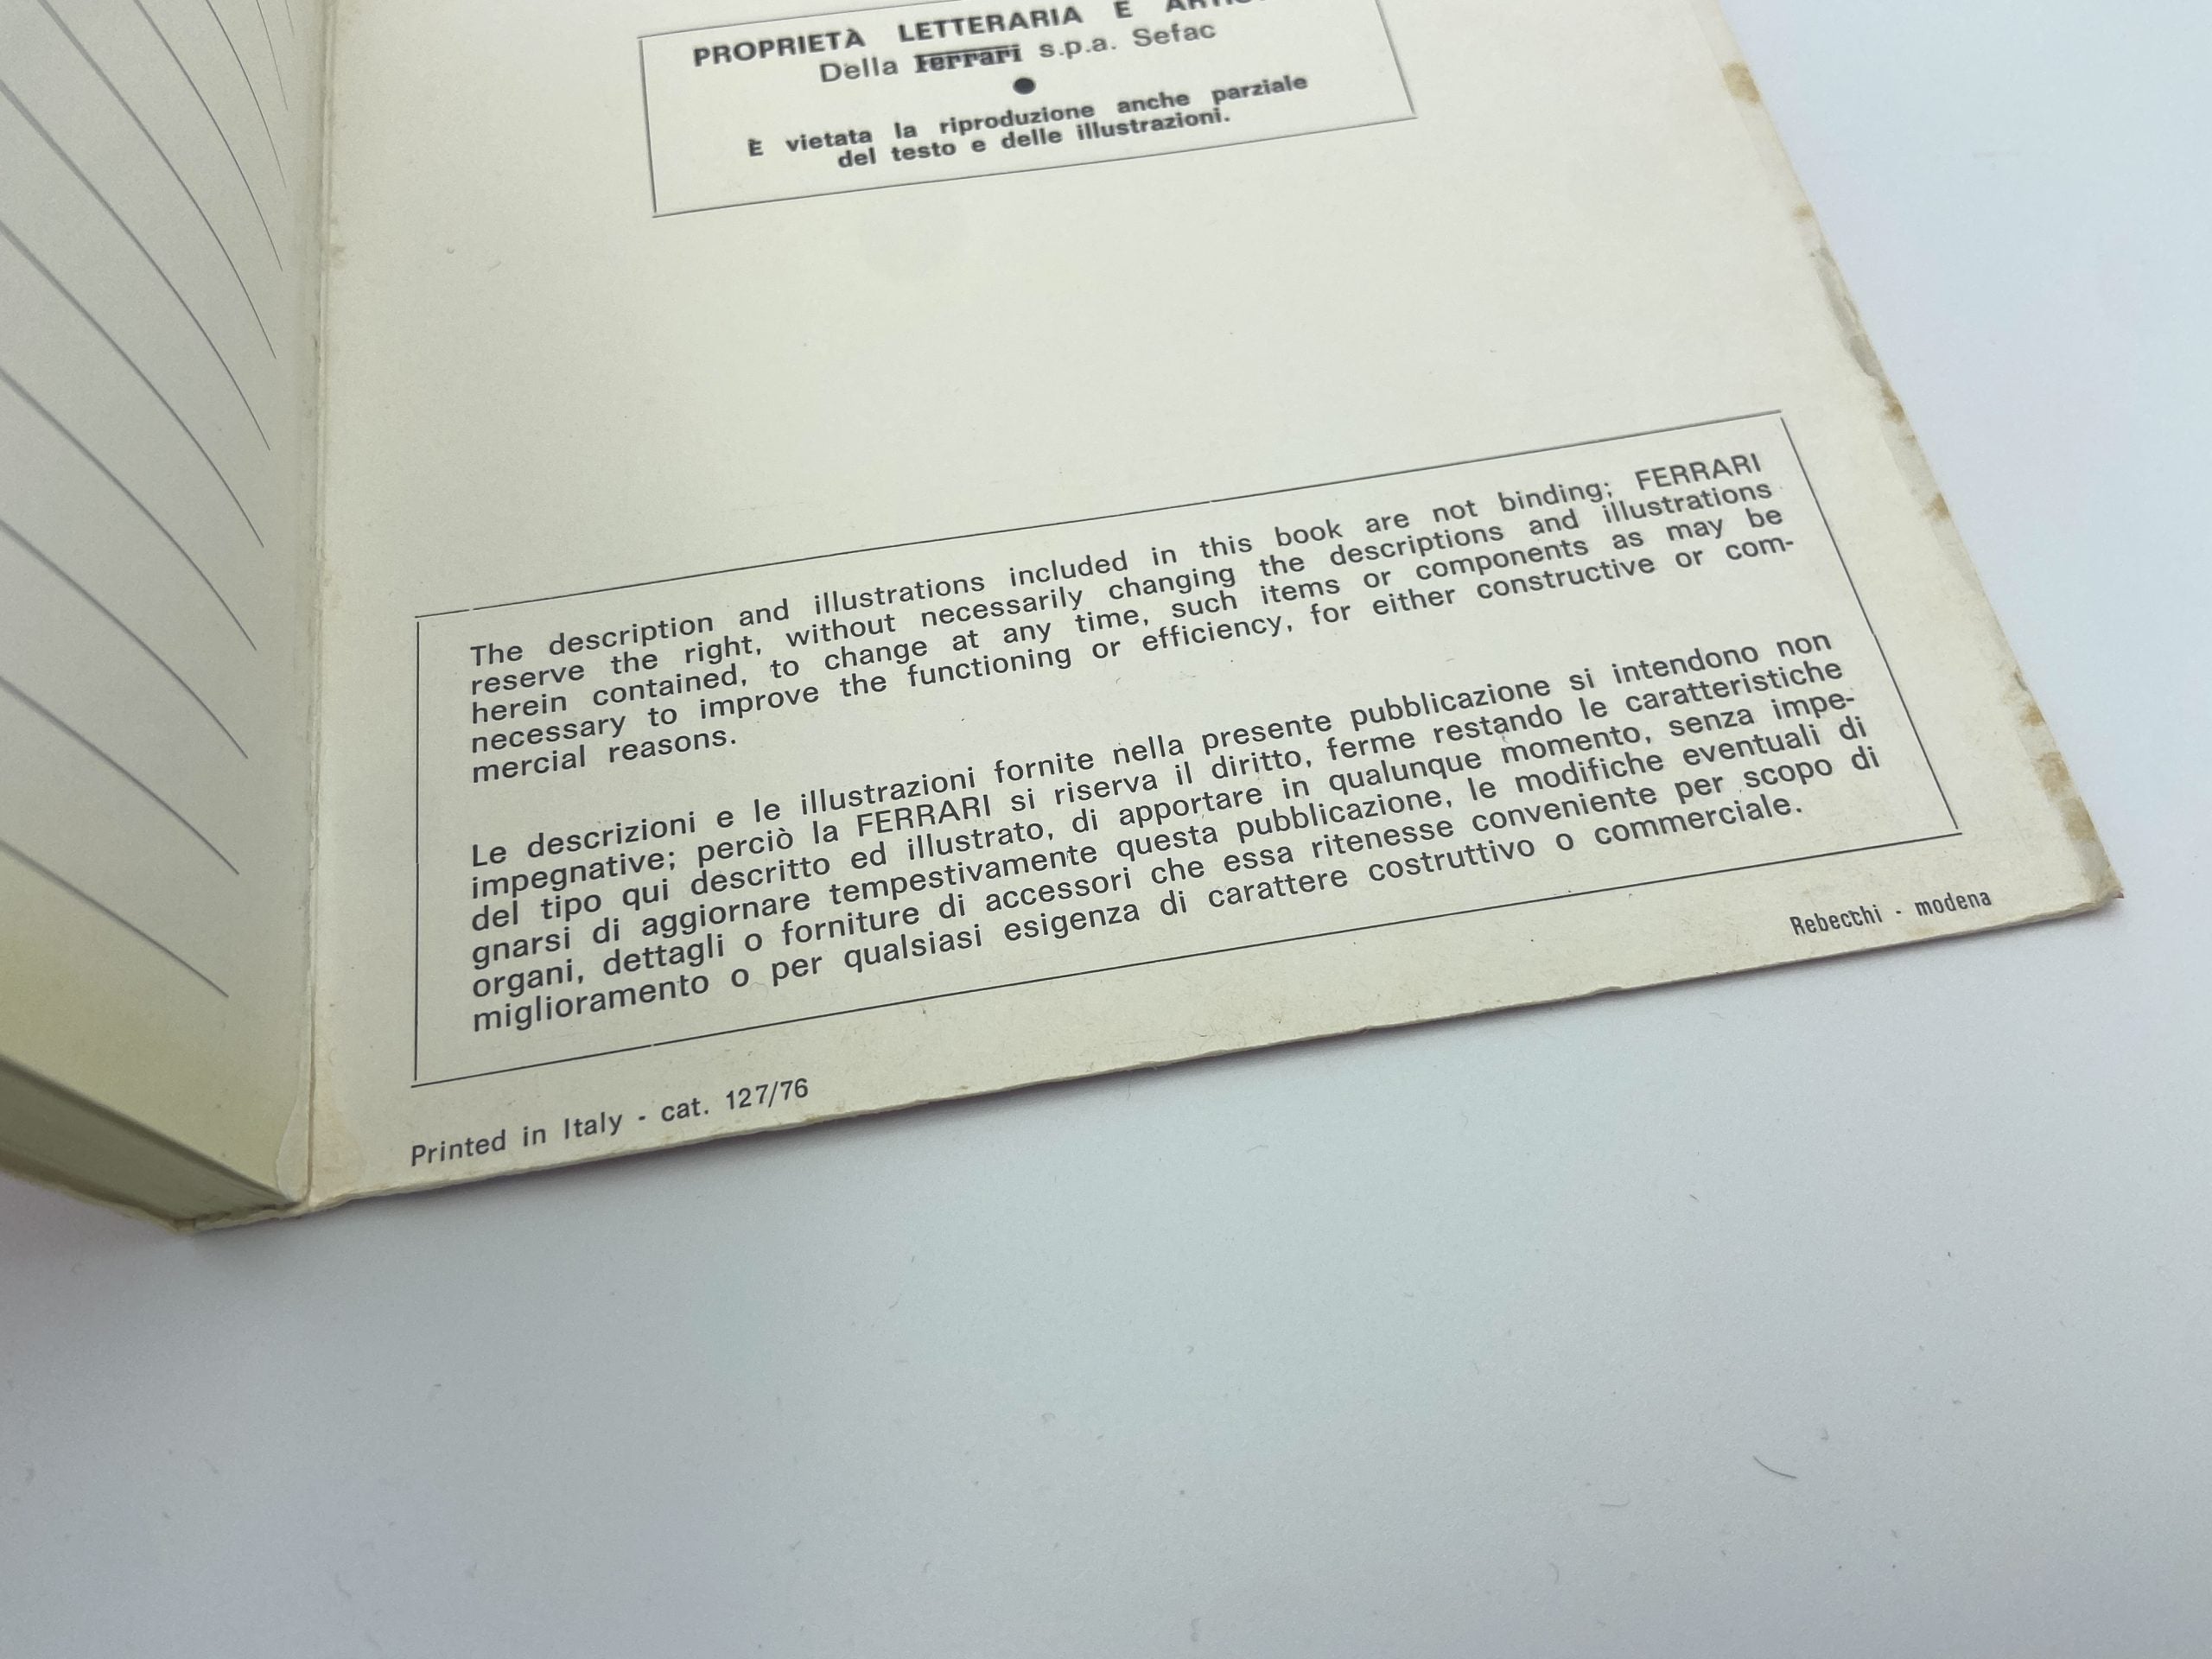 PROPRIETÀ LETTERARIA E
Della Ferrari s.p.a. Sefac
È vietata la riproduzione anche parziale
del testo e delle illustrazioni.
The description and illustrations included in this book are not binding; FERRARI
reserve the right, without necessarily changing the descriptions and illustrations
herein contained, to change at any time, such items or components as may be
necessary to improve the functioning or efficiency, for either constructive or com-
mercial reasons.
Le descrizioni e le illustrazioni fornite nella presente pubblicazione si intendono non
impegnative; perciò la FERRARI si riserva il diritto, ferme restando le caratteristiche
del tipo qui descritto ed illustrato, di apportare in qualunque momento, senza impe-
gnarsi di aggiornare tempestivamente questa pubblicazione, le modifiche eventuali di
organi, dettagli o forniture di accessori che essa ritenesse conveniente per scopo di
miglioramento o per qualsiasi esigenza di carattere costruttivo o commerciale.
Rebecchi - modena
Printed in Italy - cat. 127/76